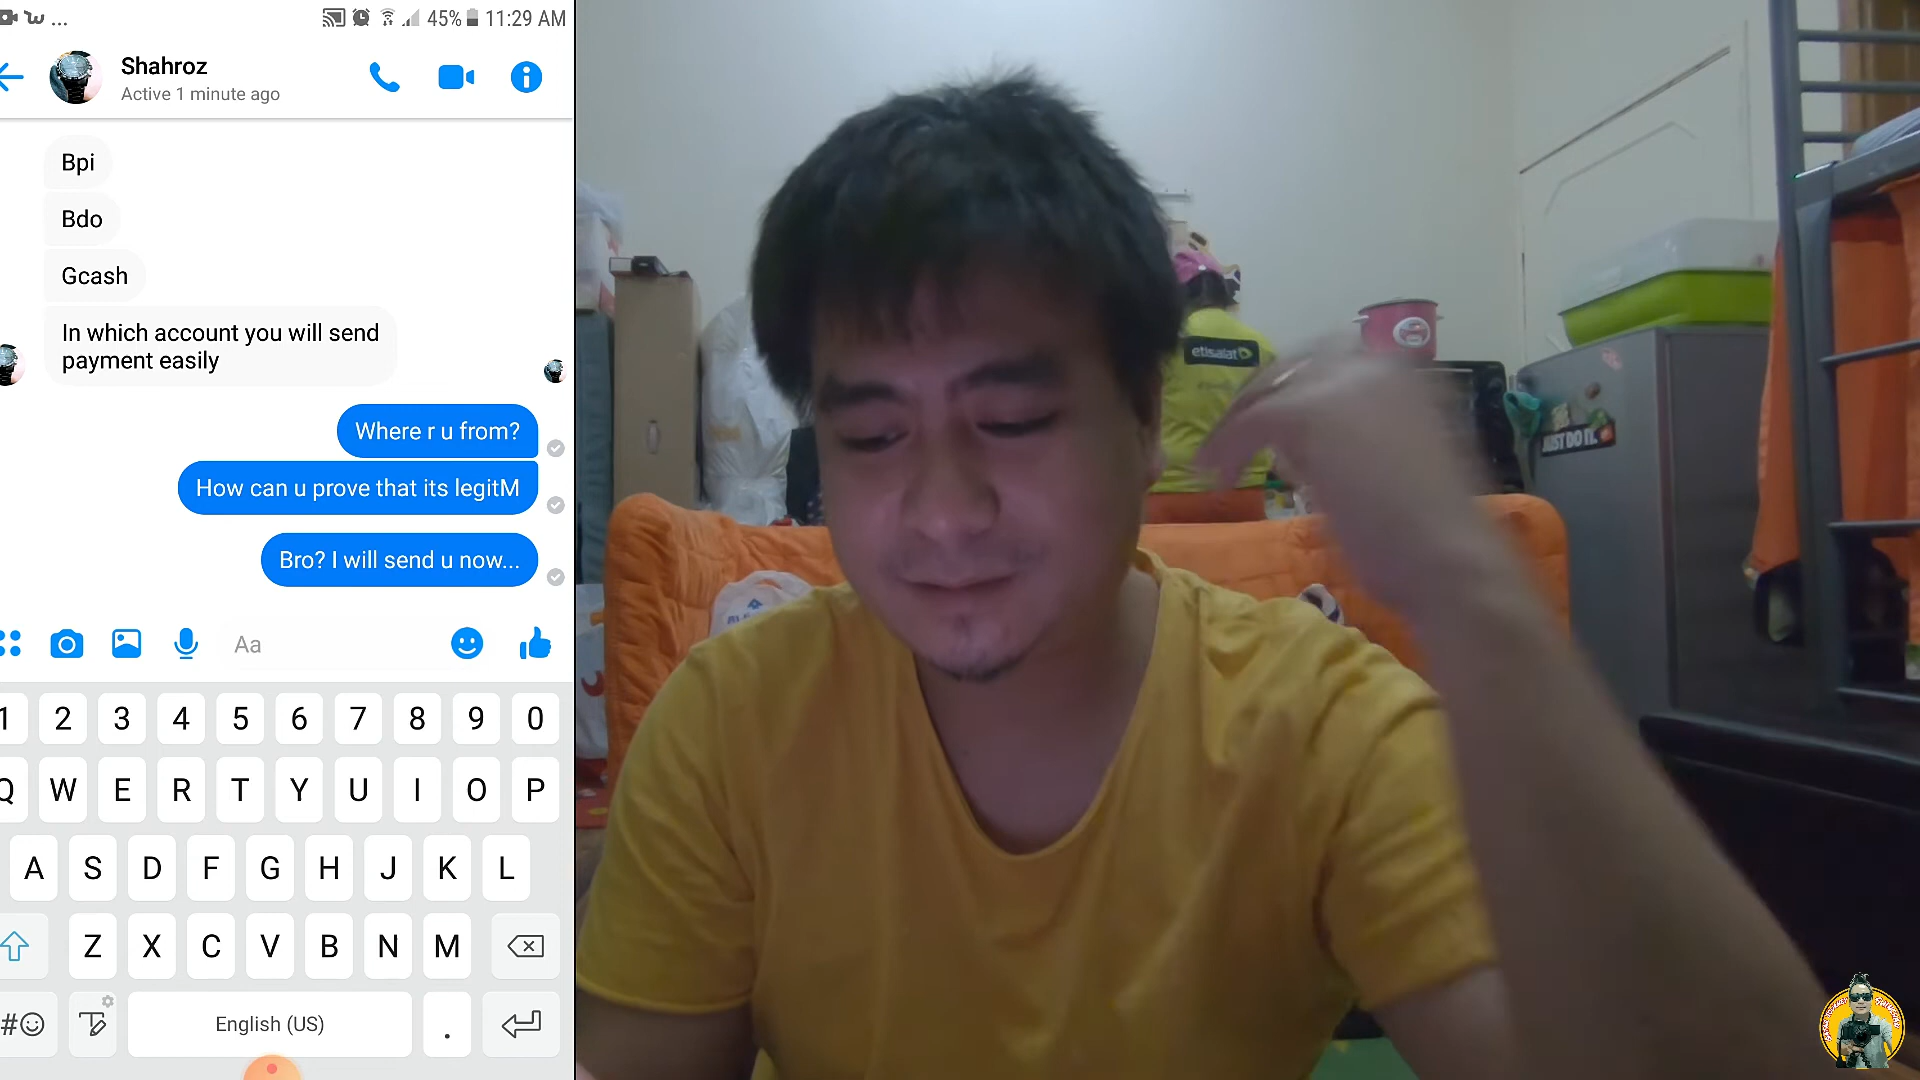 45% 11:29 AM
Shahroz
Active 1 minute ago
Bpi
Bdo
Gcash
In which account you will send
payment easily
Where r u from?
How can u prove that its legitM
Bro? I will send u now...
Aa
1 2 3 4 5 6 7 8 9 0
Q W E R T Y U I O P
A S D F G H J K L
Z X C V B N M
#
English (US)
.
etisalat
JUST DO IT.